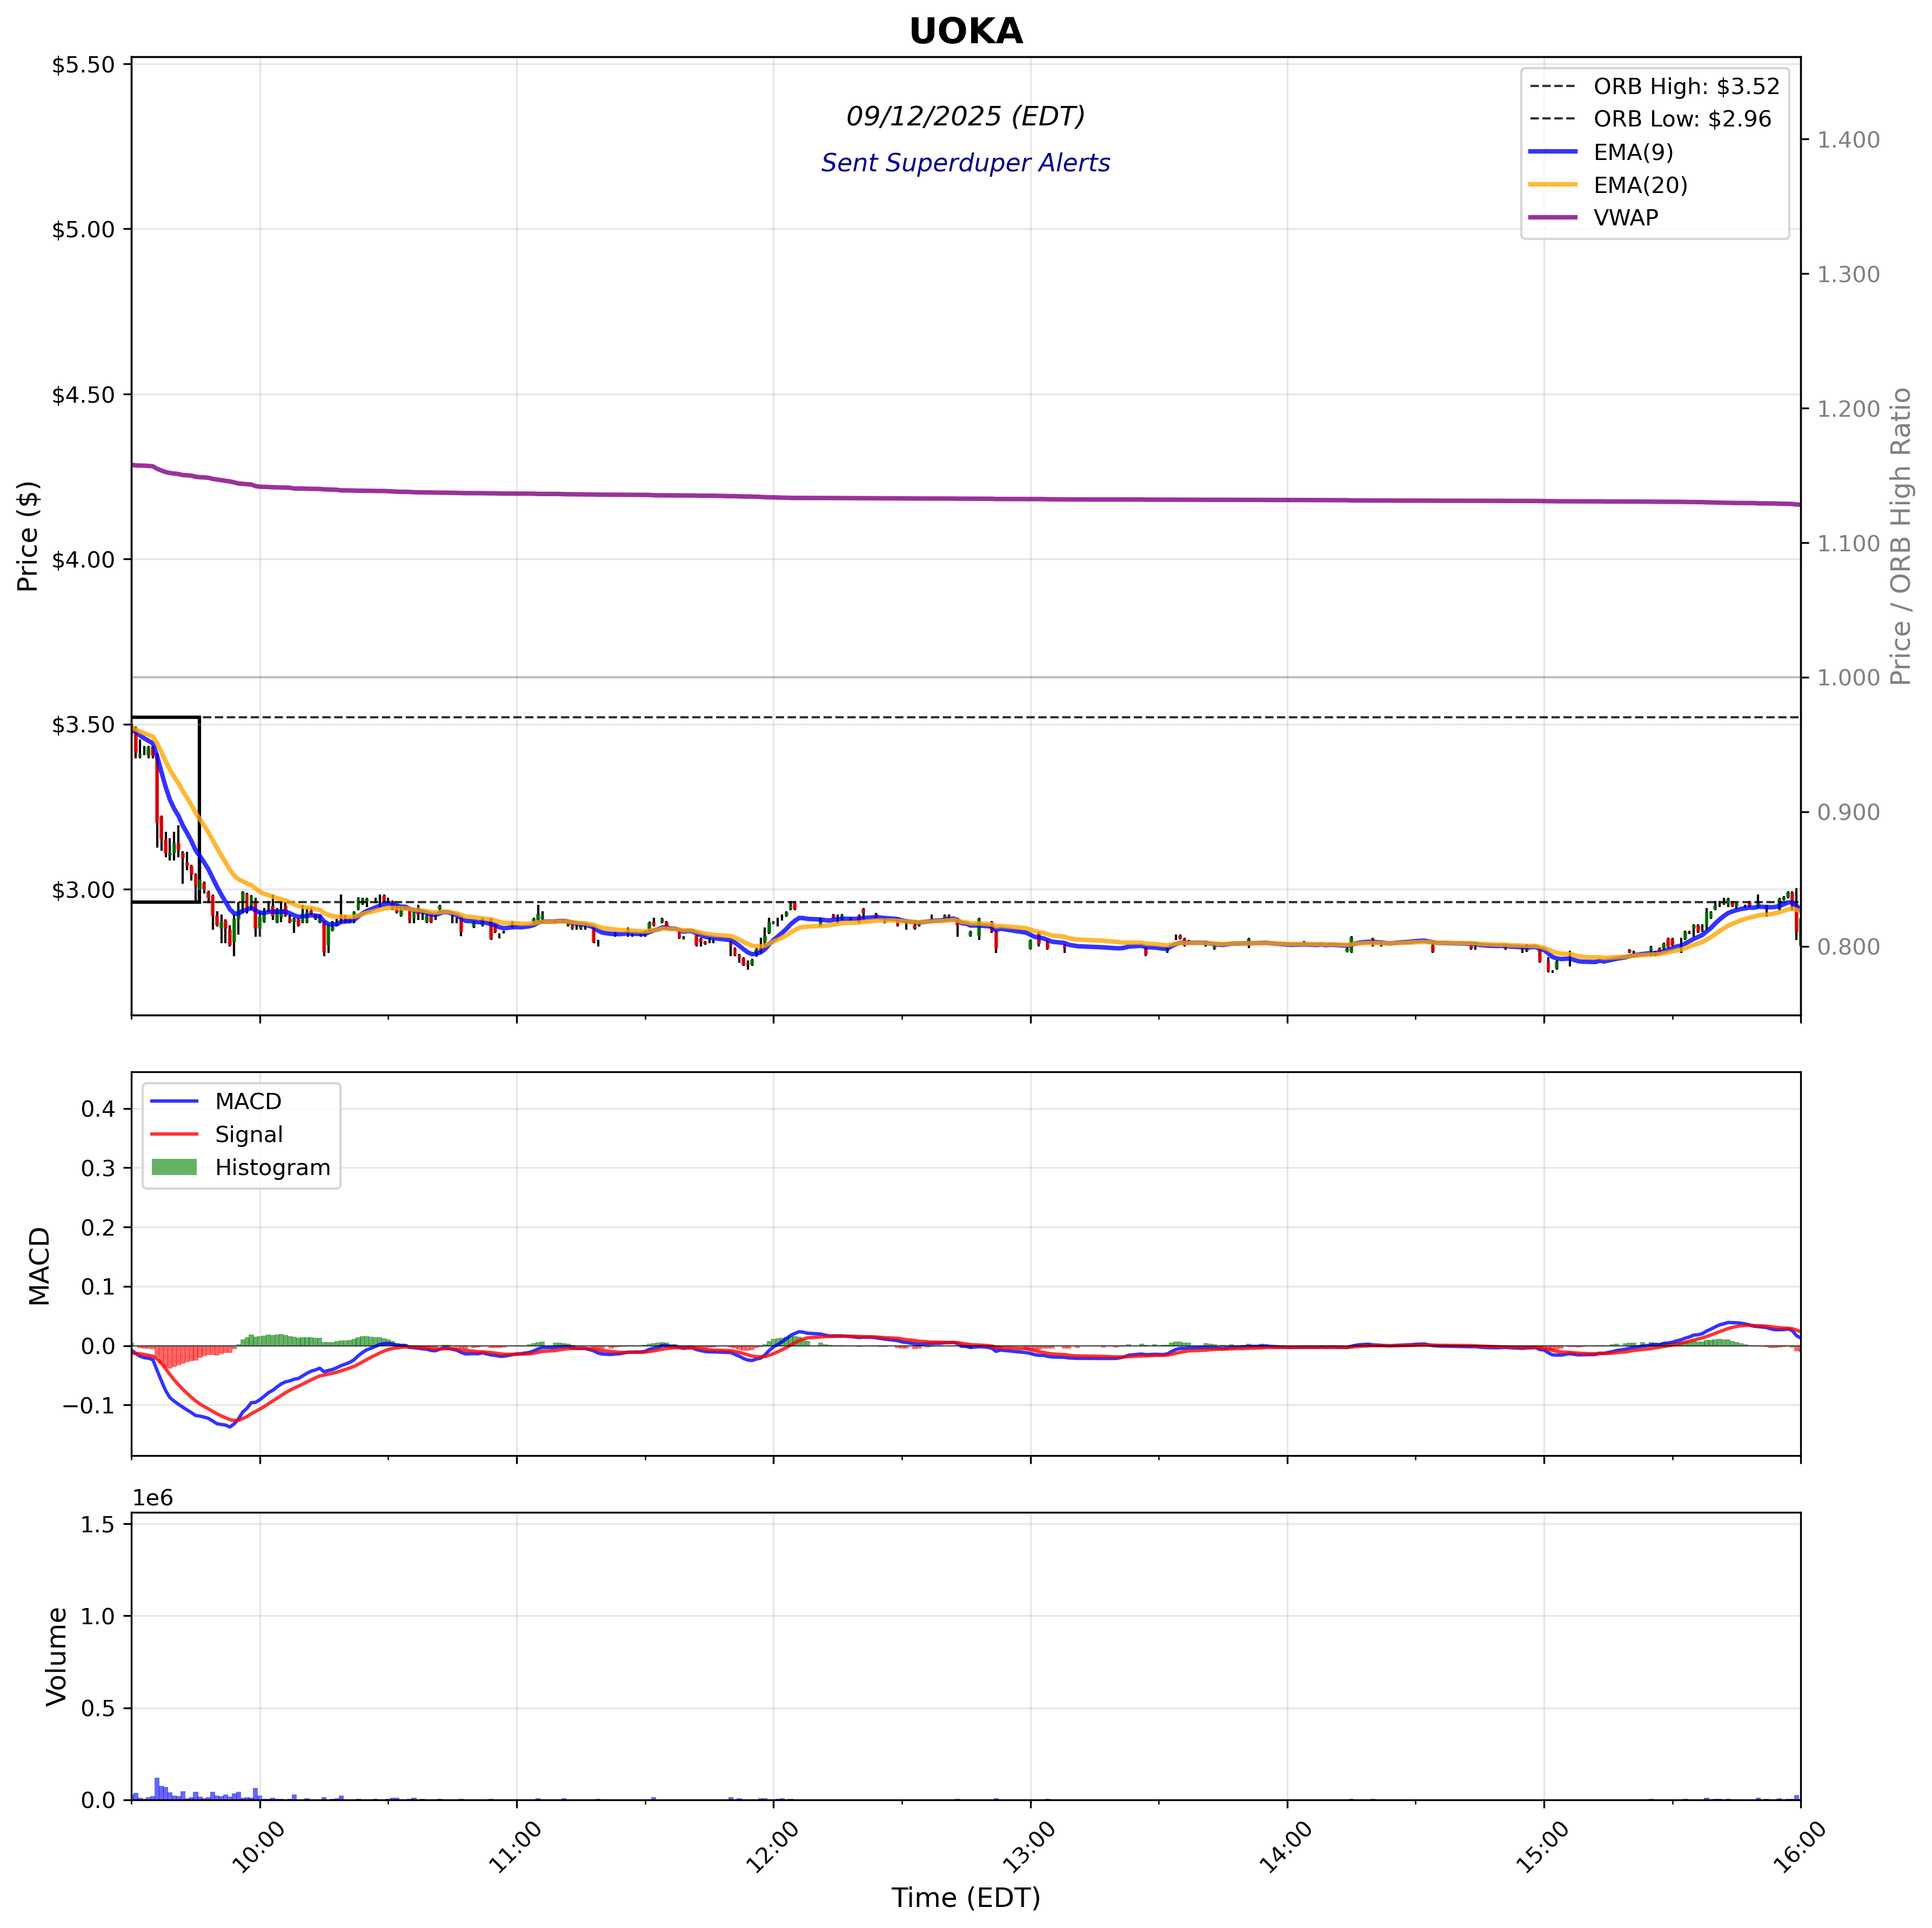 UOKA
09/12/2025 (EDT)
Sent Superduper Alerts
ORB High: $3.52
ORB Low: $2.96
EMA(9)
EMA(20)
VWAP
$5.50
$5.00
$4.50
$4.00
$3.50
$3.00
Price ($)
1.400
1.300
1.200
1.100
1.000
0.900
0.800
Price / ORB High Ratio
MACD
Signal
Histogram
0.4
0.3
0.2
0.1
0.0
−0.1
MACD
1e6
1.5
1.0
0.5
0.0
Volume
10:00
11:00
12:00
13:00
14:00
15:00
16:00
Time (EDT)